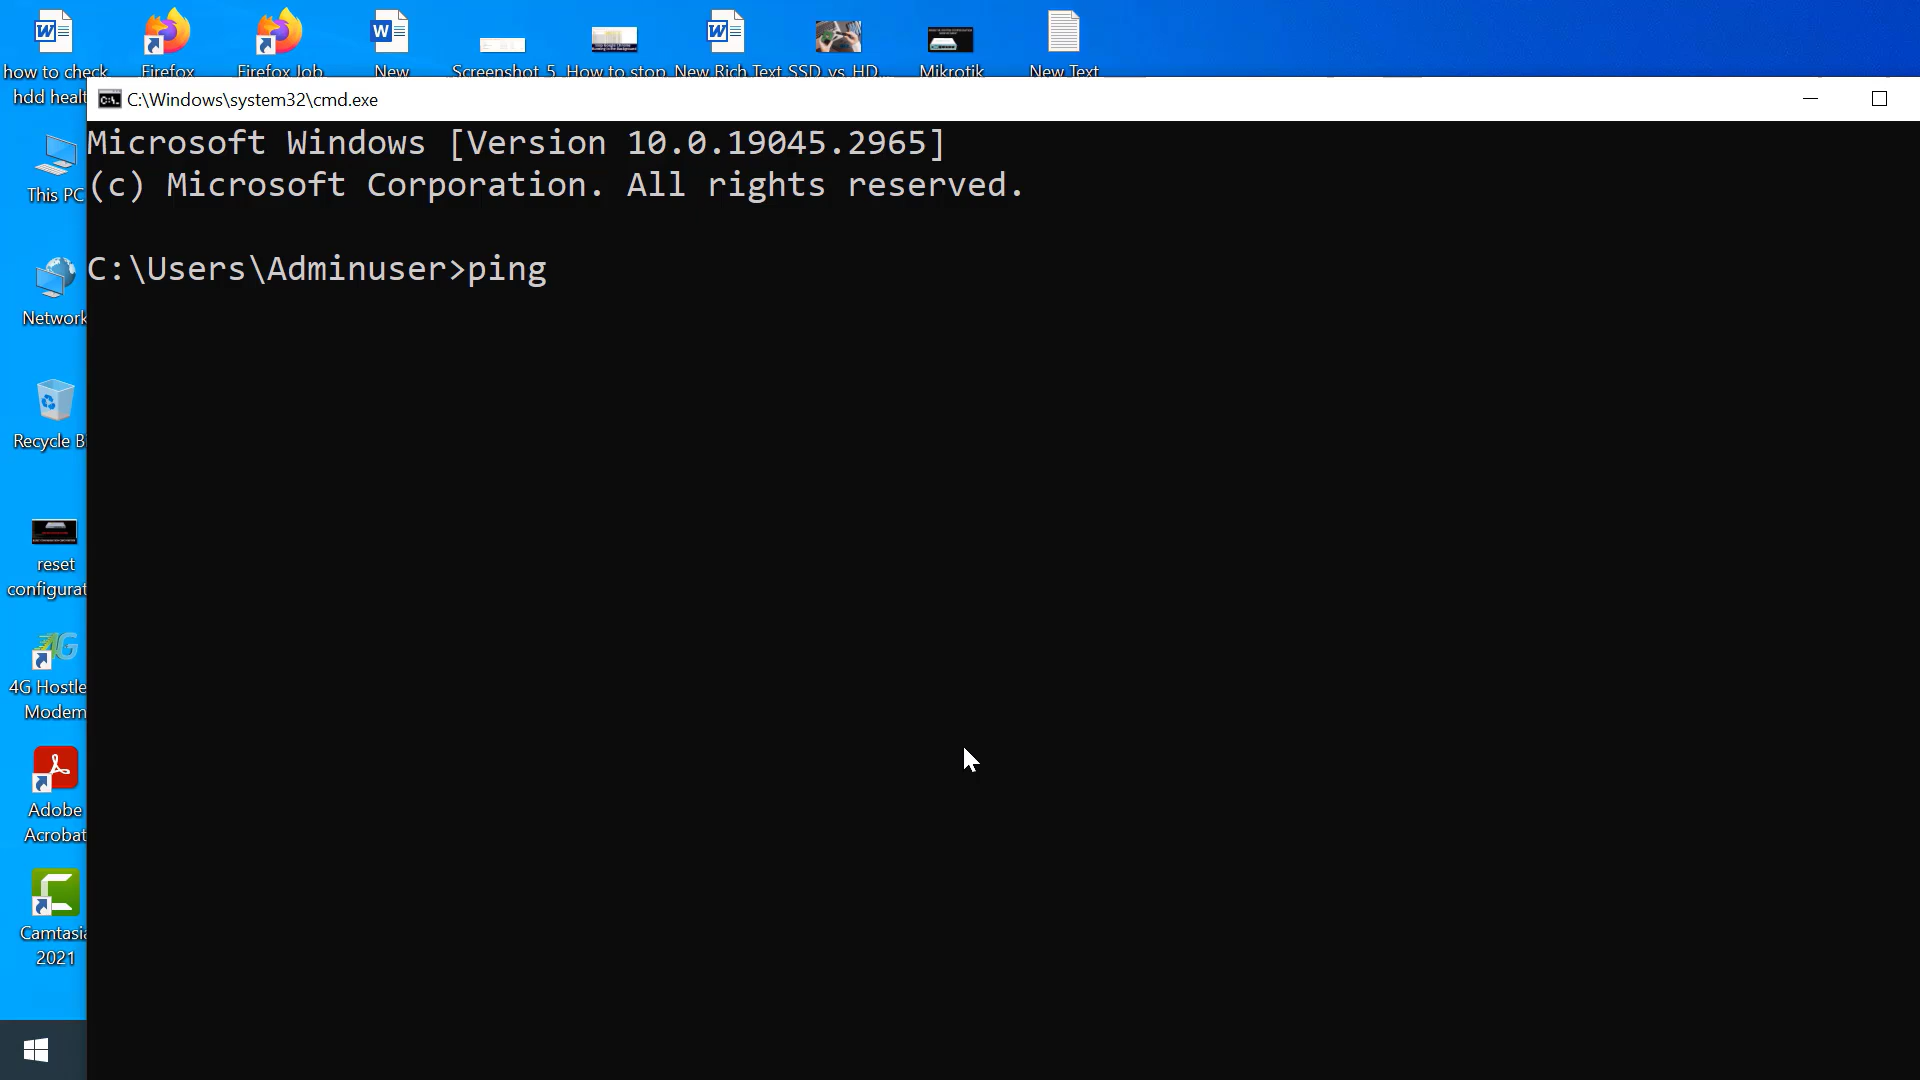 how to check
hdd healt
Firefox
Firefox Job
New
Screenshot 5
How to stop
New Rich Text
SSD vs HD...
Mikrotik
New Text
C:\Windows\system32\cmd.exe
Microsoft Windows [Version 10.0.19045.2965]
(c) Microsoft Corporation. All rights reserved.
C:\Users\Adminuser>ping
This PC
Network
Recycle B
reset
configurat
4G Hostle
Modem
Adobe
Acrobat
Camtasia
2021